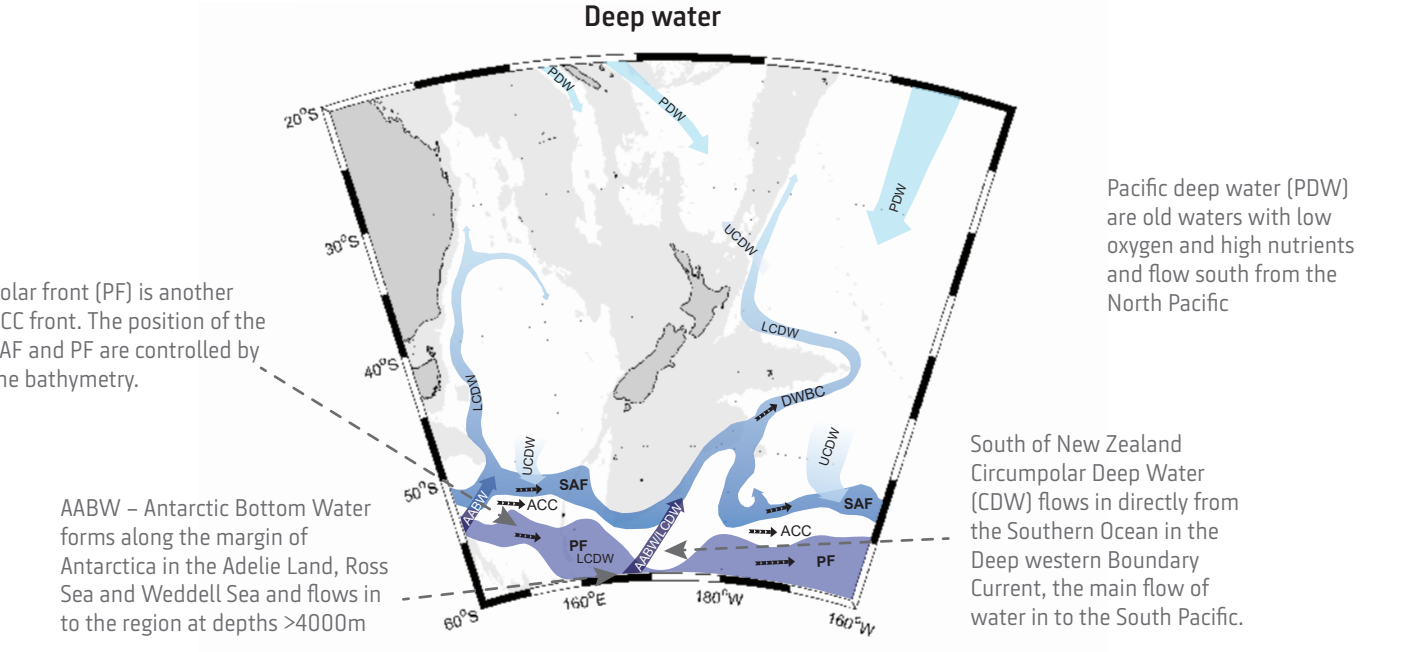 Deep water
PDW
PDW
PDW
20°S
30°S
40°S
50°S
60°S
160°E
180°W
160°W
UCDW
LCDW
LCDW
DWBC
UCDW
UCDW
SAF
SAF
AABW
ACC
ACC
PF
LCDW
AABW/LCDW
PF
Pacific deep water (PDW)
are old waters with low
oxygen and high nutrients
and flow south from the
North Pacific
olar front (PF) is another
CC front. The position of the
AF and PF are controlled by
he bathymetry.
AABW – Antarctic Bottom Water
forms along the margin of
Antarctica in the Adelie Land, Ross
Sea and Weddell Sea and flows in
to the region at depths >4000m
South of New Zealand
Circumpolar Deep Water
(CDW) flows in directly from
the Southern Ocean in the
Deep western Boundary
Current, the main flow of
water in to the South Pacific.